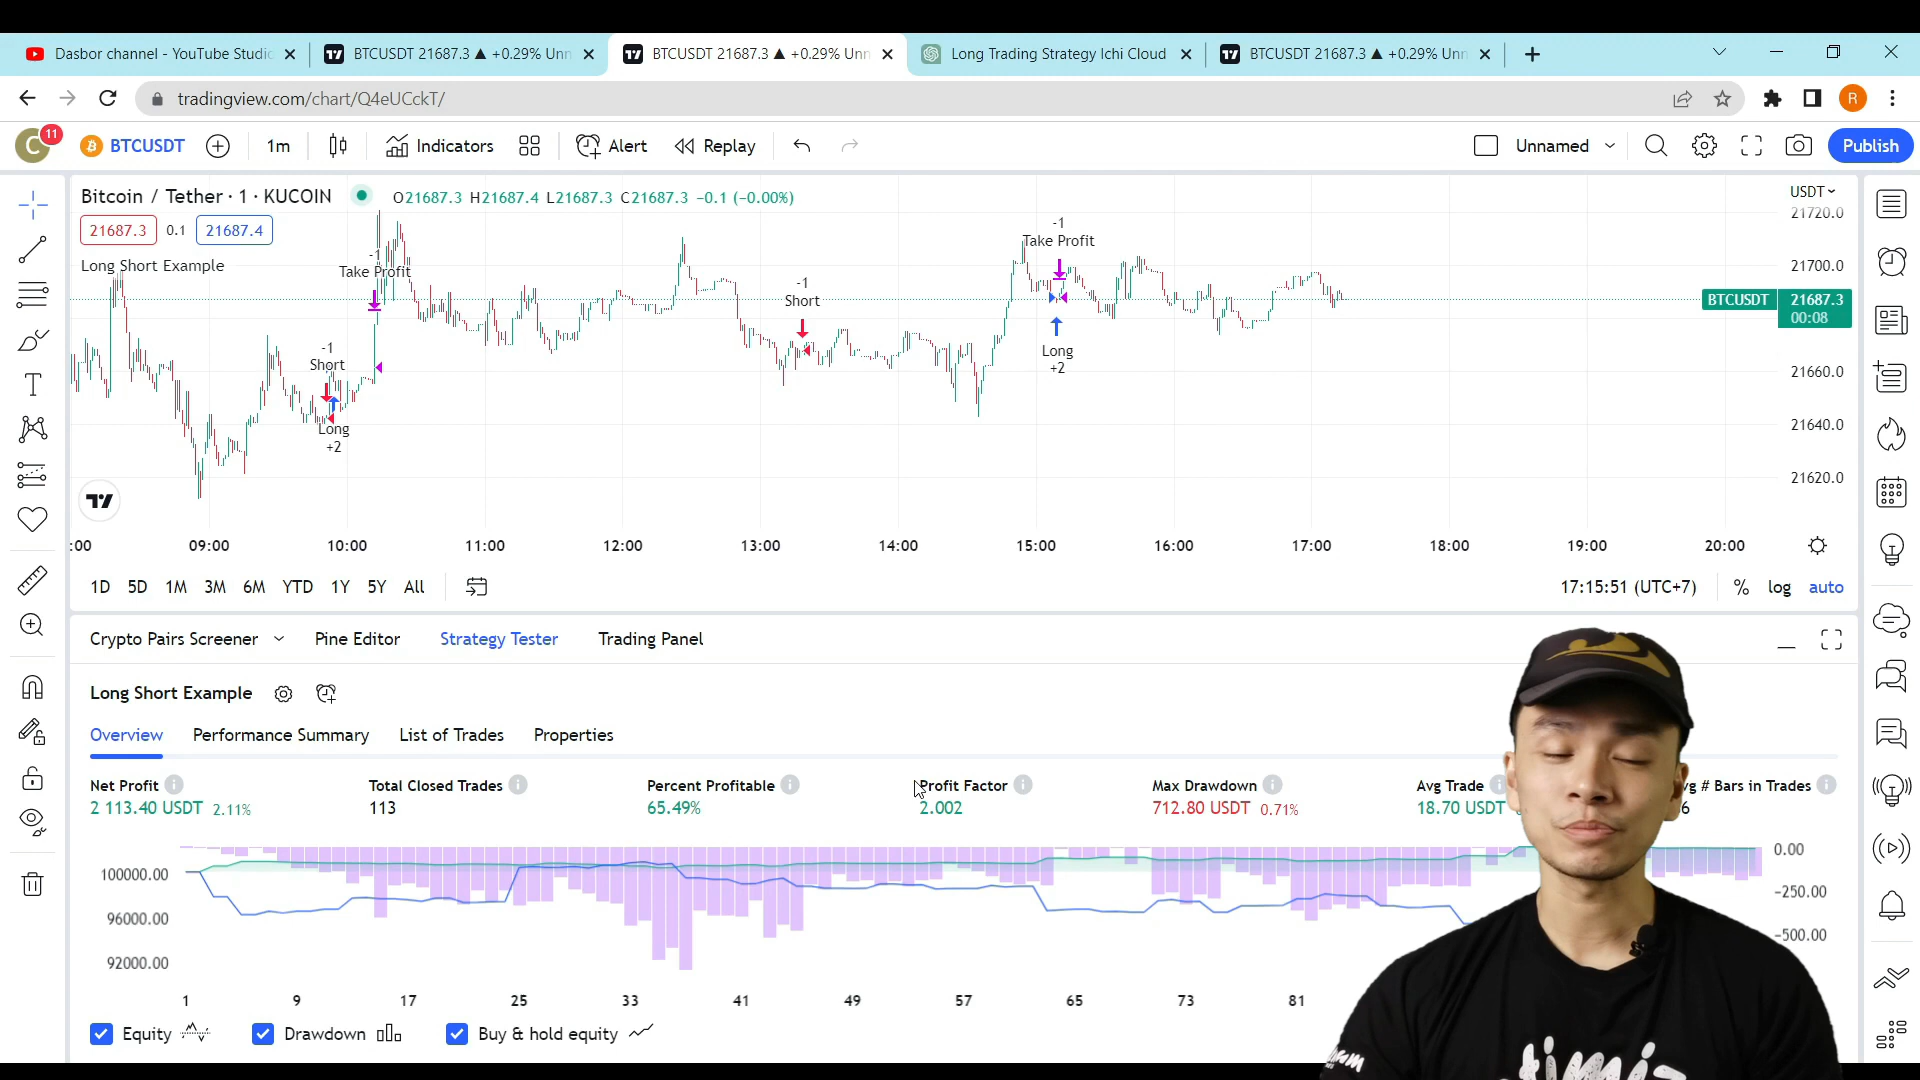 Dasbor channel - YouTube Studio
BTCUSDT 21687.3 ▲ +0.29% Unn
BTCUSDT 21687.3 ▲ +0.29% Unn
Long Trading Strategy Ichi Cloud
BTCUSDT 21687.3 ▲ +0.29% Unn
tradingview.com/chart/Q4eUCckT/
R
C 11
BTCUSDT 1m Indicators Alert Replay Unnamed Publish
Bitcoin / Tether · 1 · KUCOIN O21687.3 H21687.4 L21687.3 C21687.3 −0.1 (−0.00%)
USDT
21687.3 0.1 21687.4
Long Short Example
-1
Short
Long
+2
-1
Take Profit
-1
Short
-1
Take Profit
Long
+2
21720.0
21700.0
BTCUSDT 21687.3
00:08
21660.0
21640.0
21620.0
:00 09:00 10:00 11:00 12:00 13:00 14:00 15:00 16:00 17:00 18:00 19:00 20:00
1D 5D 1M 3M 6M YTD 1Y 5Y All 17:15:51 (UTC+7) % log auto
Crypto Pairs Screener Pine Editor Strategy Tester Trading Panel
Long Short Example
Overview Performance Summary List of Trades Properties
Net Profit Total Closed Trades Percent Profitable Profit Factor Max Drawdown Avg Trade # Bars in Trades
2 113.40 USDT 2.11% 113 65.49% 2.002 712.80 USDT 0.71% 18.70 USDT 6
100000.00
96000.00
92000.00
0.00
−250.00
−500.00
1 9 17 25 33 41 49 57 65 73 81
Equity Drawdown Buy & hold equity